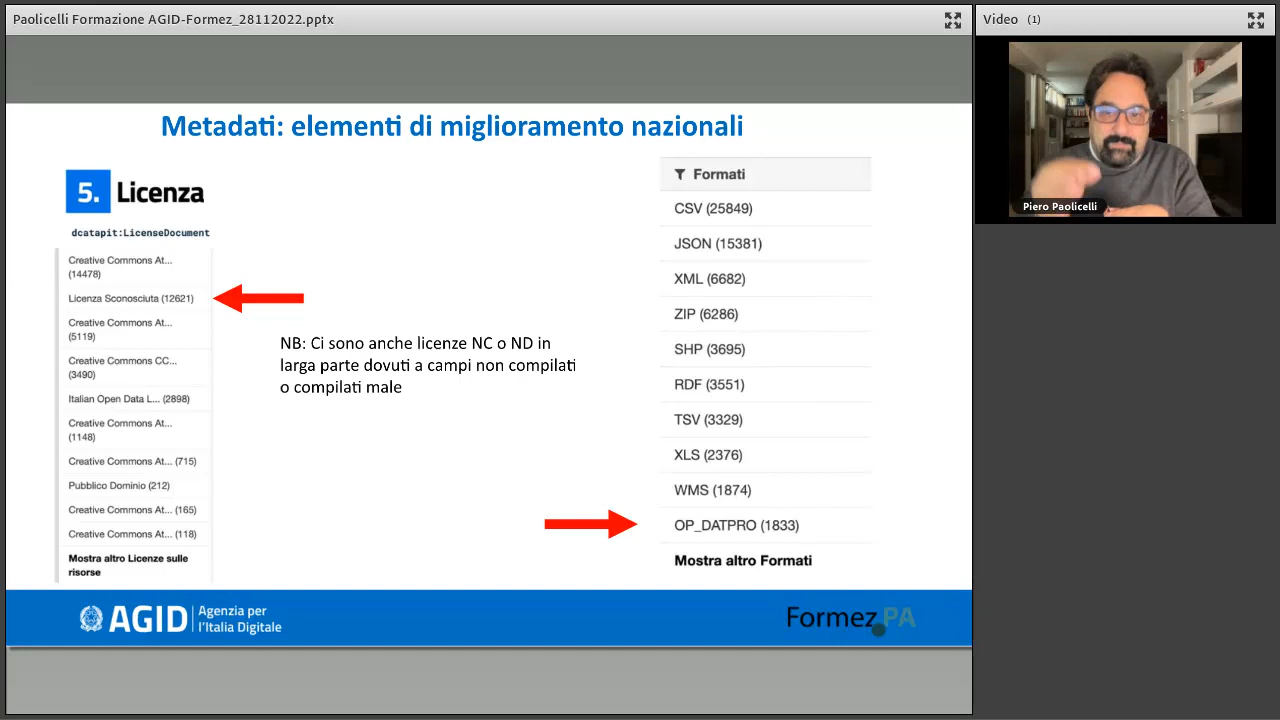 Paolicelli Formazione AGID-Formez_28112022.pptx
Video (1)
Piero Paolicelli
Metadati: elementi di miglioramento nazionali
5. Licenza
dcatapit:LicenseDocument
Creative Commons At...
(14478)
Licenza Sconosciuta (12621)
Creative Commons At...
(5119)
Creative Commons CC...
(3490)
Italian Open Data L... (2898)
Creative Commons At...
(1148)
Creative Commons At... (715)
Pubblico Dominio (212)
Creative Commons At... (165)
Creative Commons At... (118)
Mostra altro Licenze sulle
risorse
NB: Ci sono anche licenze NC o ND in
larga parte dovuti a campi non compilati
o compilati male
Formati
CSV (25849)
JSON (15381)
XML (6682)
ZIP (6286)
SHP (3695)
RDF (3551)
TSV (3329)
XLS (2376)
WMS (1874)
OP_DATPRO (1833)
Mostra altro Formati
AGID
Agenzia per
l'Italia Digitale
Formez PA